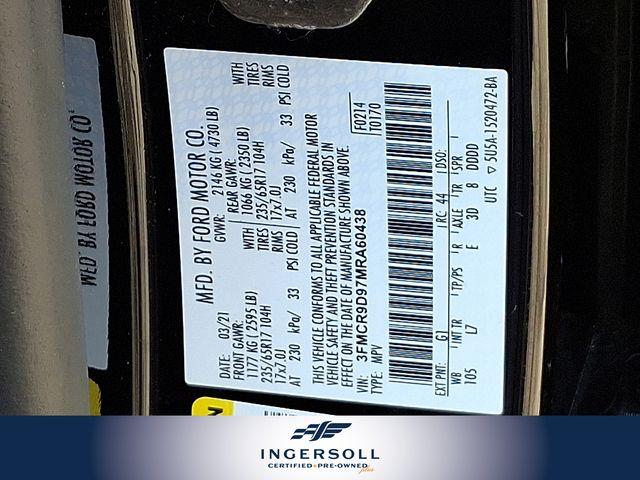 MFD. BY FORD MOTOR CO.
MFD. BY FORD MOTOR CO.
DATE: 03/21 GVWR: 2146 KG ( 4730 LB)
FRONT GAWR: REAR GAWR:
1177 KG ( 2595 LB) WITH 1066 KG ( 2350 LB) WITH
235/65R17 104H TIRES 235/65R17 104H TIRES
17x7.0J RIMS 17x7.0J RIMS
AT 230 kPa/ 33 PSI COLD AT 230 kPa/ 33 PSI COLD
THIS VEHICLE CONFORMS TO ALL APPLICABLE FEDERAL MOTOR
VEHICLE SAFETY AND THEFT PREVENTION STANDARDS IN
EFFECT ON THE DATE OF MANUFACTURE SHOWN ABOVE.
VIN: 3FMCR9D97MRA60438 F0214
TYPE: MPV T0170
EXT PNT: G1 RC: 44 DSO:
WB INT TR TP/PS R AXLE TR SPR
105 L7 E 3D 8 DDDD
UTC ▽ 5U5A-1520472-BA
INGERSOLL
CERTIFIED • PRE-OWNED plus